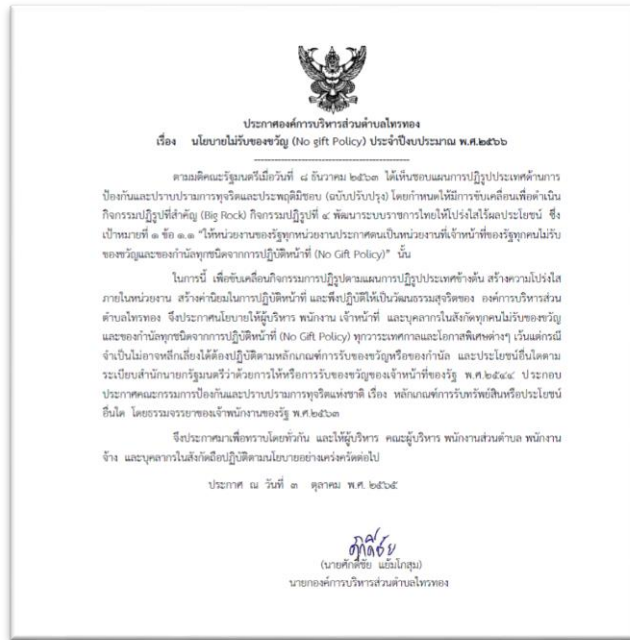 ประกาศองค์การบริหารส่วนตำบลไทรทอง
เรื่อง นโยบายไม่รับของขวัญ (No gift Policy) ประจำปีงบประมาณ พ.ศ.๒๕๖๖
ตามมติคณะรัฐมนตรีเมื่อวันที่ ๘ ธันวาคม ๒๕๖๓ ได้เห็นชอบแผนการปฏิรูปประเทศด้านการ
ป้องกันและปราบปรามการทุจริตและประพฤติมิชอบ (ฉบับปรับปรุง) โดยกำหนดให้มีการขับเคลื่อนเพื่อดำเนิน
กิจกรรมปฏิรูปที่สำคัญ (Big Rock) กิจกรรมปฏิรูปที่ ๔ พัฒนาระบบราชการไทยให้โปร่งใสไร้ผลประโยชน์ ซึ่ง
เป้าหมายที่ ๑ ข้อ ๑.๑ "ให้หน่วยงานของรัฐทุกหน่วยงานประกาศตนเป็นหน่วยงานที่เจ้าหน้าที่ของรัฐทุกคนไม่รับ
ของขวัญและของกำนัลทุกชนิดจากการปฏิบัติหน้าที่ (No Gift Policy)" นั้น
ในการนี้ เพื่อขับเคลื่อนกิจกรรมการปฏิรูปตามแผนการปฏิรูปประเทศข้างต้น สร้างความโปร่งใส
ภายในหน่วยงาน สร้างค่านิยมในการปฏิบัติหน้าที่ และพึงปฏิบัติให้เป็นวัฒนธรรมสุจริตของ องค์การบริหารส่วน
ตำบลไทรทอง จึงประกาศนโยบายให้ผู้บริหาร พนักงาน เจ้าหน้าที่ และบุคลากรในสังกัดทุกคนไม่รับของขวัญ
และของกำนัลทุกชนิดจากการปฏิบัติหน้าที่ (No Gift Policy) ทุกวาระเทศกาลและโอกาสพิเศษต่างๆ เว้นแต่กรณี
จำเป็นไม่อาจหลีกเลี่ยงได้ต้องปฏิบัติตามหลักเกณฑ์การรับของขวัญหรือของกำนัล และประโยชน์อื่นใดตาม
ระเบียบสำนักนายกรัฐมนตรีว่าด้วยการให้หรือการรับของขวัญของเจ้าหน้าที่ของรัฐ พ.ศ.๒๕๔๔ ประกอบ
ประกาศคณะกรรมการป้องกันและปราบปรามการทุจริตแห่งชาติ เรื่อง หลักเกณฑ์การรับทรัพย์สินหรือประโยชน์
อื่นใด โดยธรรมจรรยาของเจ้าพนักงานของรัฐ พ.ศ.๒๕๖๓
จึงประกาศมาเพื่อทราบโดยทั่วกัน และให้ผู้บริหาร คณะผู้บริหาร พนักงานส่วนตำบล พนักงาน
จ้าง และบุคลากรในสังกัดถือปฏิบัติตามนโยบายอย่างเคร่งครัดต่อไป
ประกาศ ณ วันที่ ๓ ตุลาคม พ.ศ. ๒๕๖๕
ศักดิ์ชัย
(นายศักดิ์ชัย แย้มโกสุม)
นายกองค์การบริหารส่วนตำบลไทรทอง